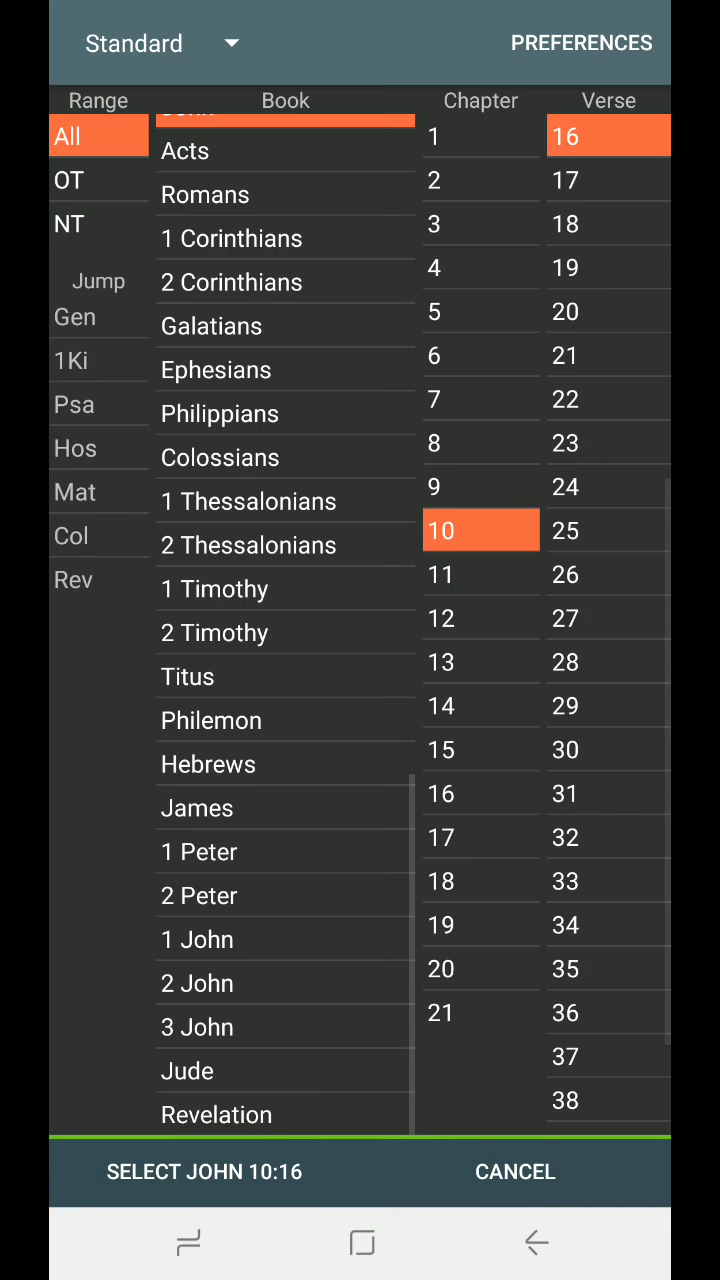 Standard
PREFERENCES
Range
Book
Chapter
Verse
All
OT
NT
Jump
Gen
1Ki
Psa
Hos
Mat
Col
Rev
John
Acts
Romans
1 Corinthians
2 Corinthians
Galatians
Ephesians
Philippians
Colossians
1 Thessalonians
2 Thessalonians
1 Timothy
2 Timothy
Titus
Philemon
Hebrews
James
1 Peter
2 Peter
1 John
2 John
3 John
Jude
Revelation
1
2
3
4
5
6
7
8
9
10
11
12
13
14
15
16
17
18
19
20
21
16
17
18
19
20
21
22
23
24
25
26
27
28
29
30
31
32
33
34
35
36
37
38
SELECT JOHN 10:16
CANCEL